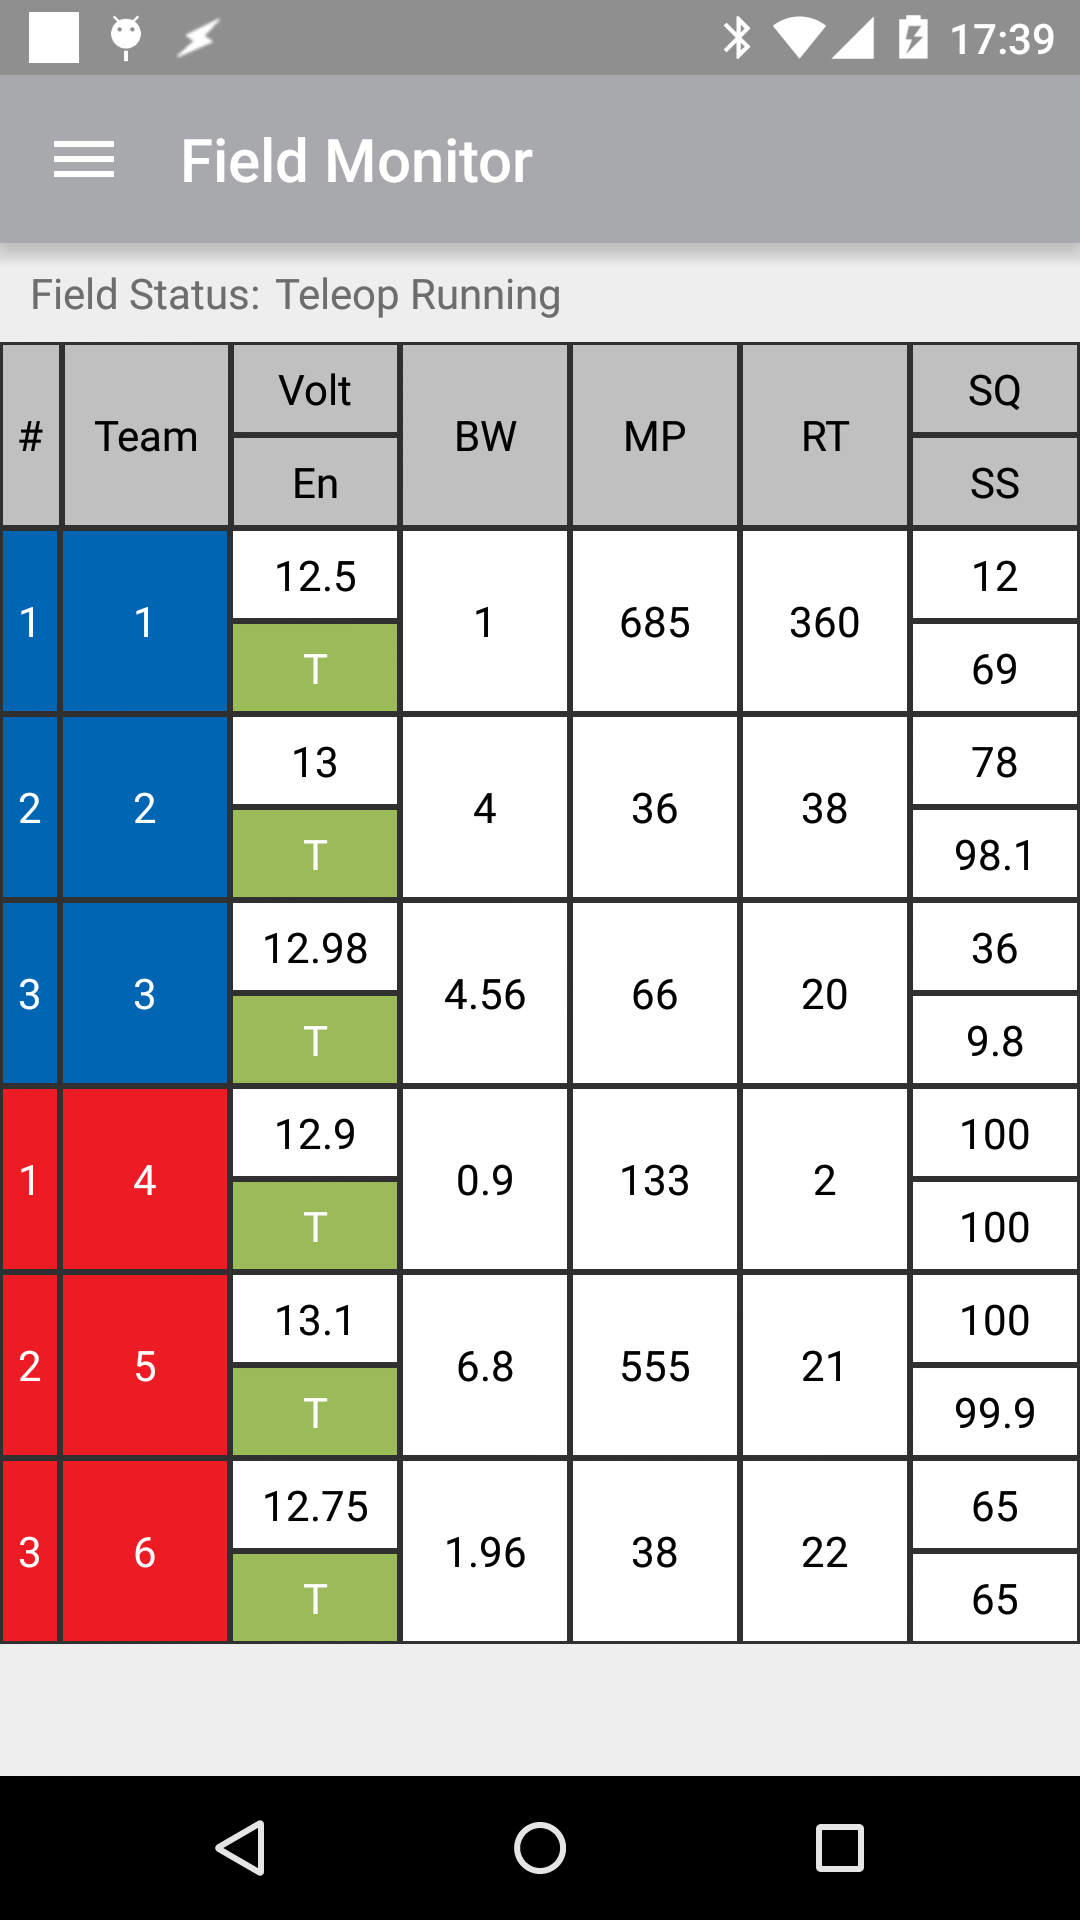 17:39
Field Monitor
Field Status: Teleop Running
# Team Volt BW MP RT SQ
En SS
1 1 12.5 1 685 360 12
T 69
2 2 13 4 36 38 78
T 98.1
3 3 12.98 4.56 66 20 36
T 9.8
1 4 12.9 0.9 133 2 100
T 100
2 5 13.1 6.8 555 21 100
T 99.9
3 6 12.75 1.96 38 22 65
T 65